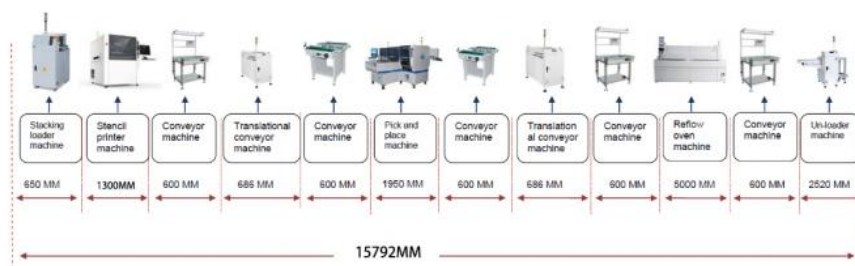 Stacking
loader
machine
Stencil
printer
machine
Conveyor
machine
Translational
conveyor
machine
Conveyor
machine
Pick and
place
machine
Conveyor
machine
Translation
al conveyor
machine
Conveyor
machine
Reflow
oven
machine
Conveyor
machine
Un-loader
machine
650 MM
1300MM
600 MM
686 MM
600 MM
1950 MM
600 MM
686 MM
600 MM
5000 MM
600 MM
2520 MM
15792MM